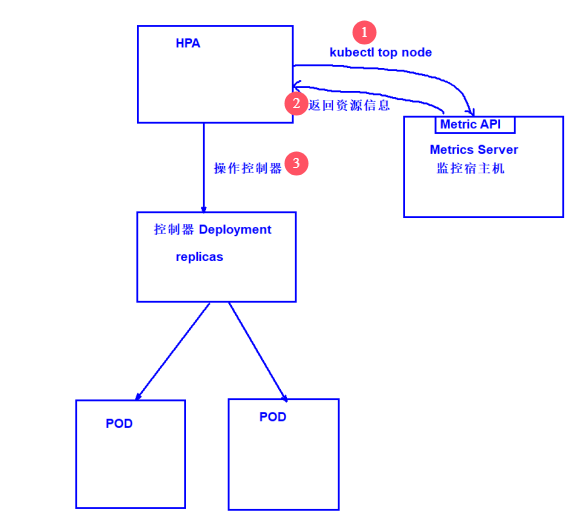 1
HPA
kubectl top node
2
返回资源信息
Metric API
Metrics Server
监控宿主机
操作控制器
3
控制器 Deployment
replicas
POD
POD